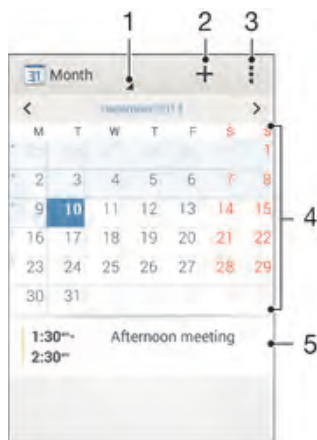 1 2 3
31 Month
M T W T F S S
1
2 3 4 5 6 7 8
9 10 11 12 13 14 15
16 17 18 19 20 21 22
23 24 25 26 27 28 29
30 31
4
1:30 Afternoon meeting
2:30
5